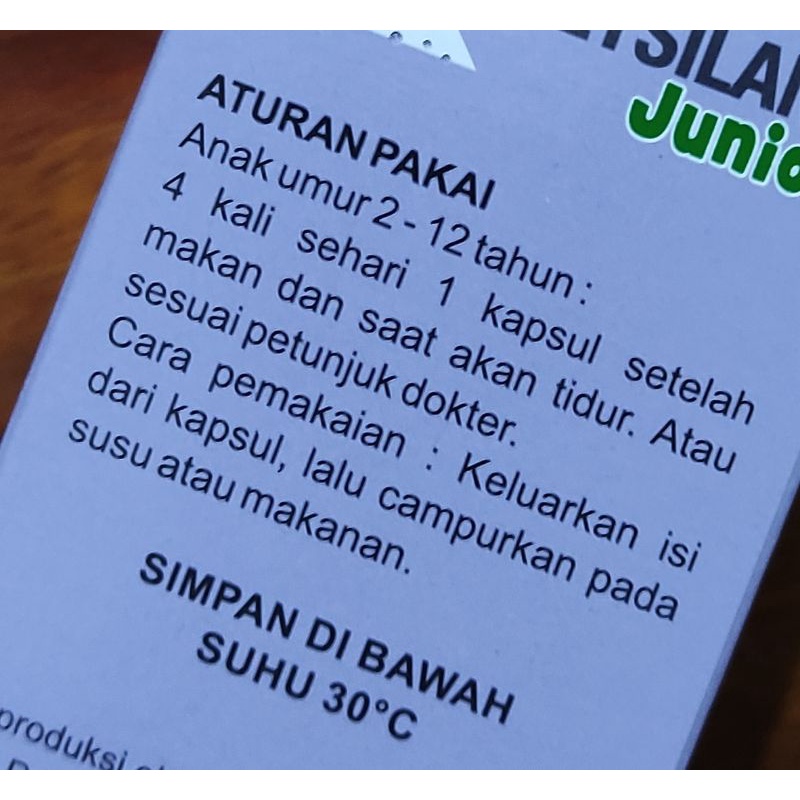 Junio
ATURAN PAKAI
Anak umur 2 - 12 tahun :
4 kali sehari 1 kapsul setelah
makan dan saat akan tidur. Atau
sesuai petunjuk dokter.
Cara pemakaian : Keluarkan isi
dari kapsul, lalu campurkan pada
susu atau makanan.
SIMPAN DI BAWAH
SUHU 30°C
produksi